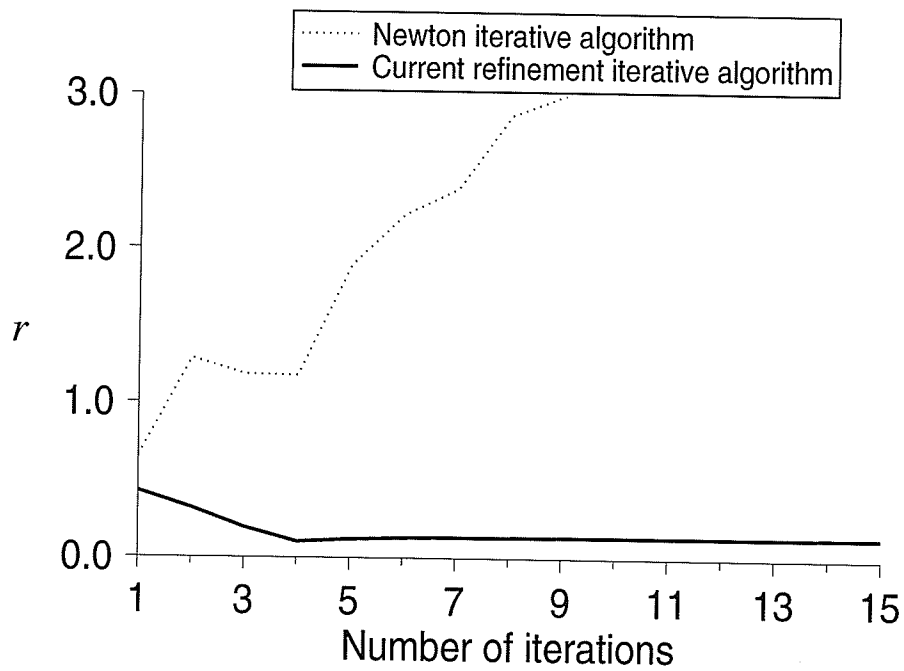 Newton iterative algorithm
Current refinement iterative algorithm
3.0
2.0
r
1.0
0.0
1 3 5 7 9 11 13 15
Number of iterations